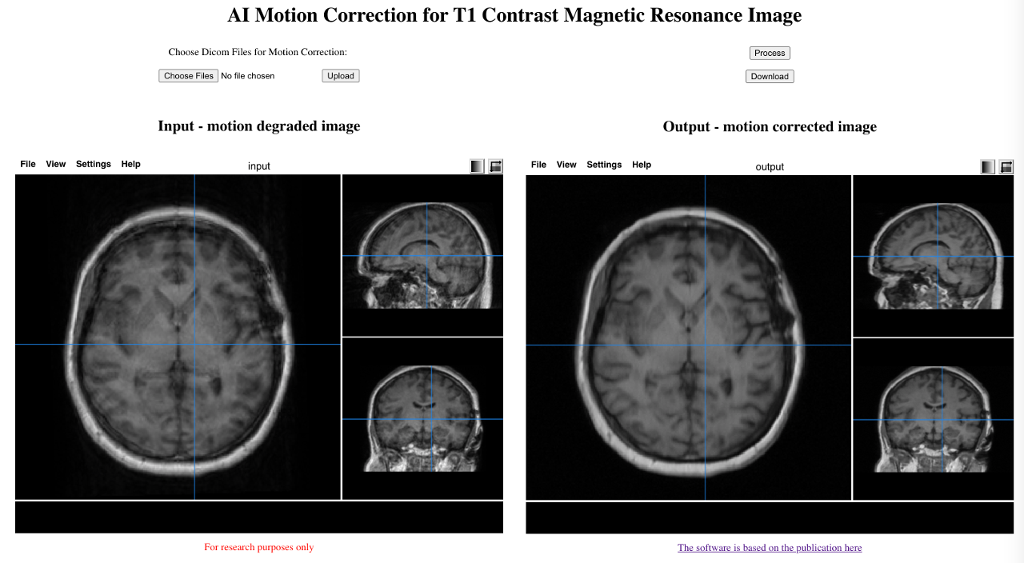 AI Motion Correction for T1 Contrast Magnetic Resonance Image
Choose Dicom Files for Motion Correction:
Process
Choose Files No file chosen Upload
Download
Input - motion degraded image
Output - motion corrected image
File View Settings Help input
File View Settings Help output
For research purposes only
The software is based on the publication here